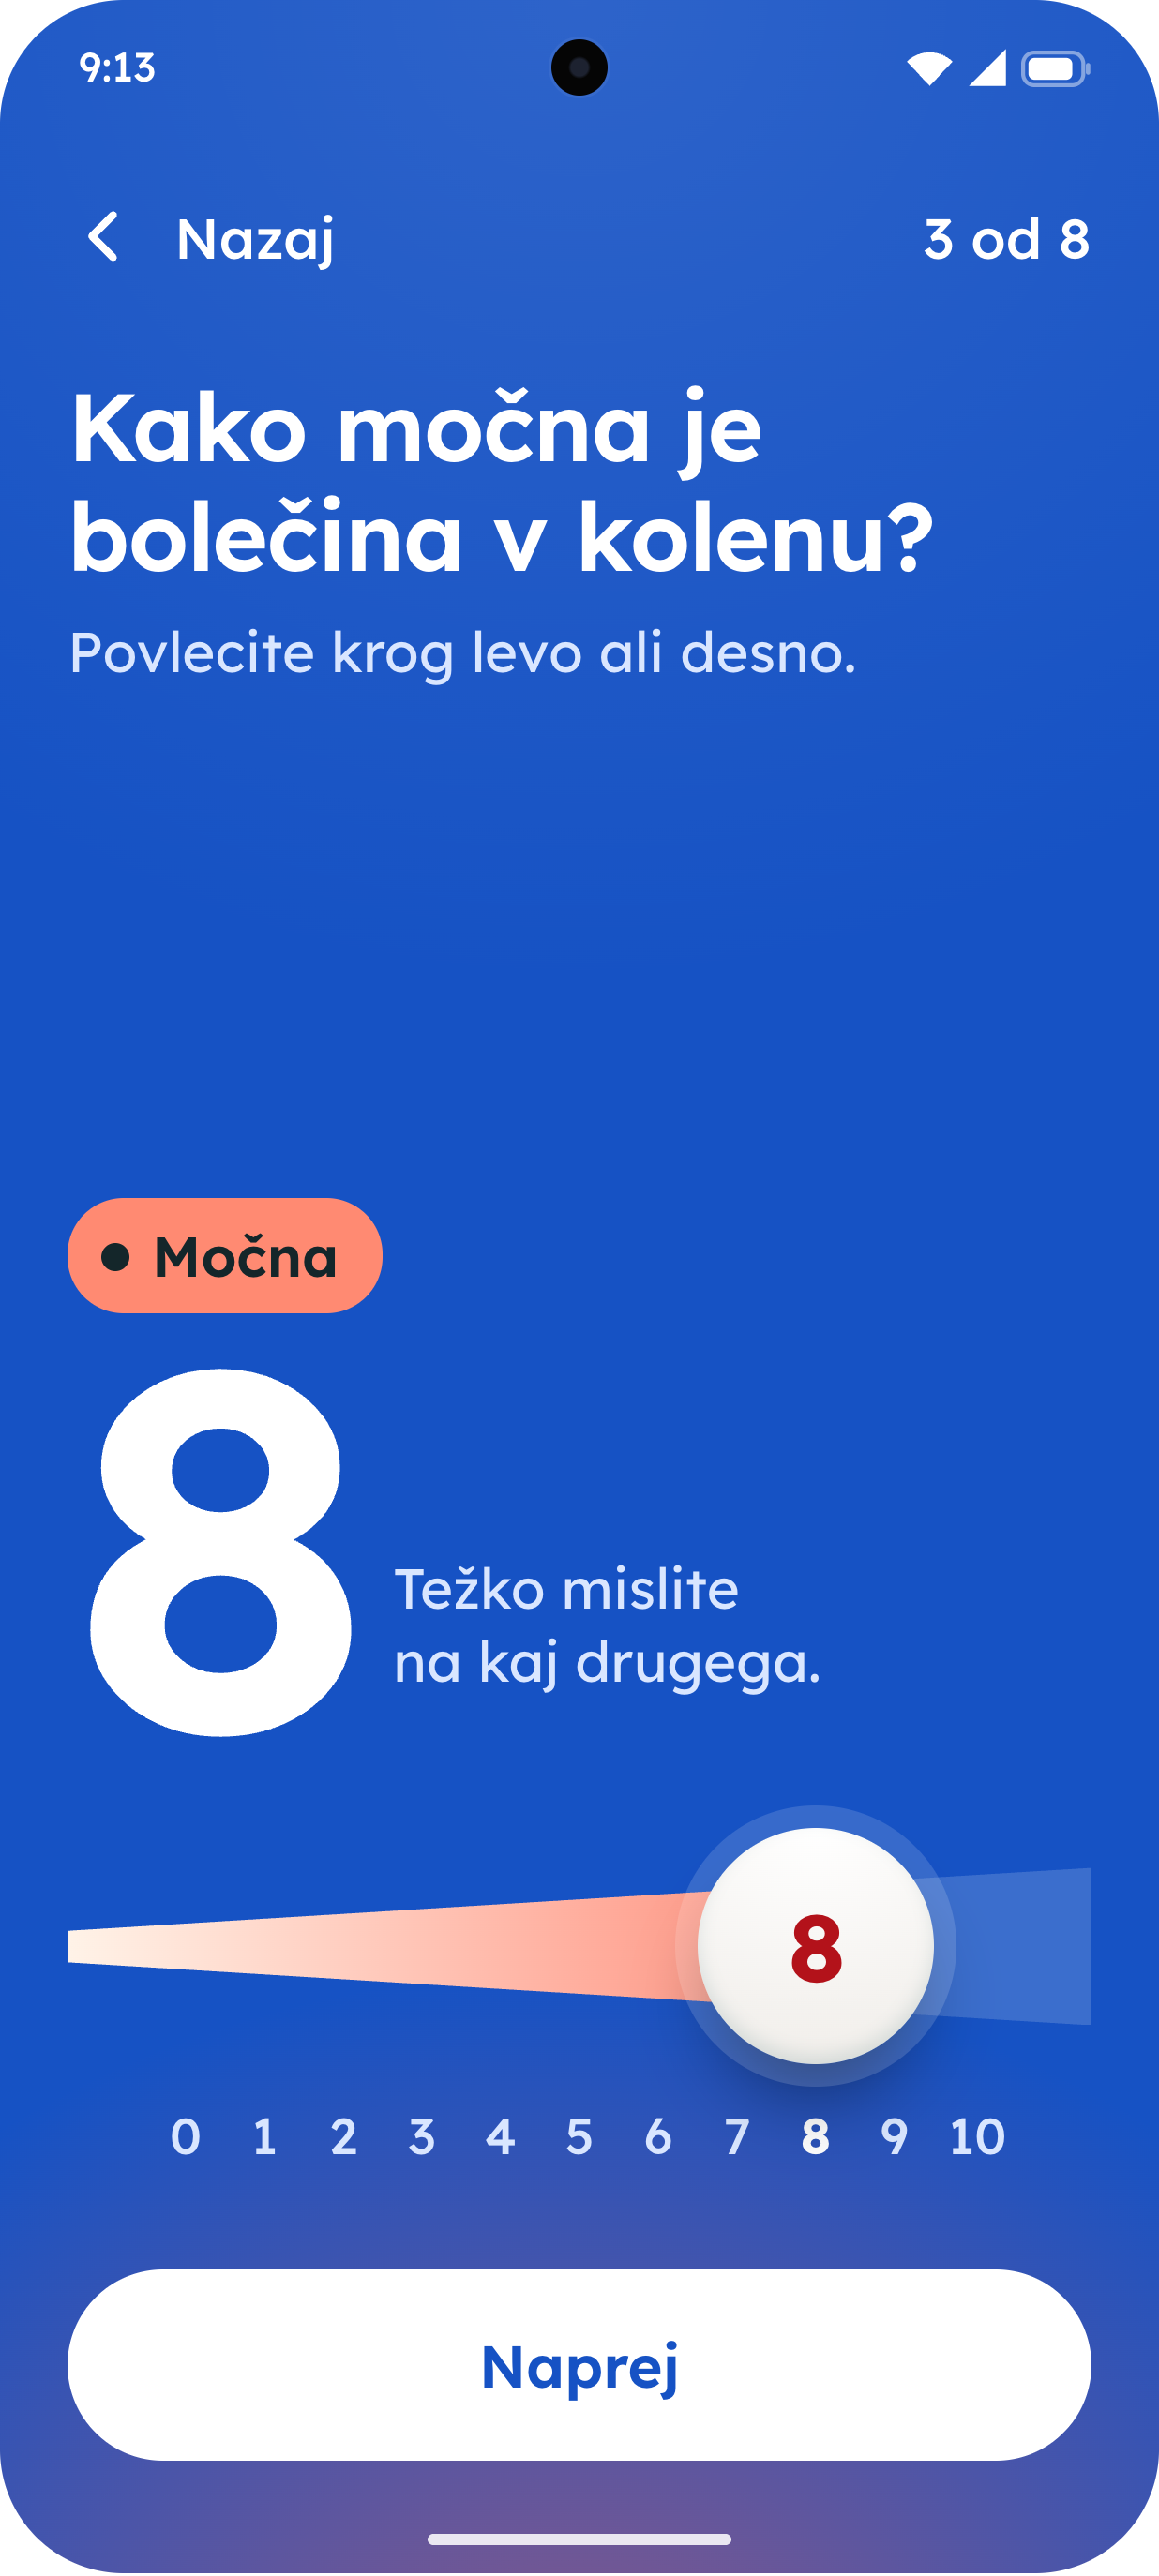 9:13
Nazaj
3 od 8
Kako močna je
bolečina v kolenu?
Povlecite krog levo ali desno.
Močna
8
Težko mislite
na kaj drugega.
8
0 1 2 3 4 5 6 7 8 9 10
Naprej